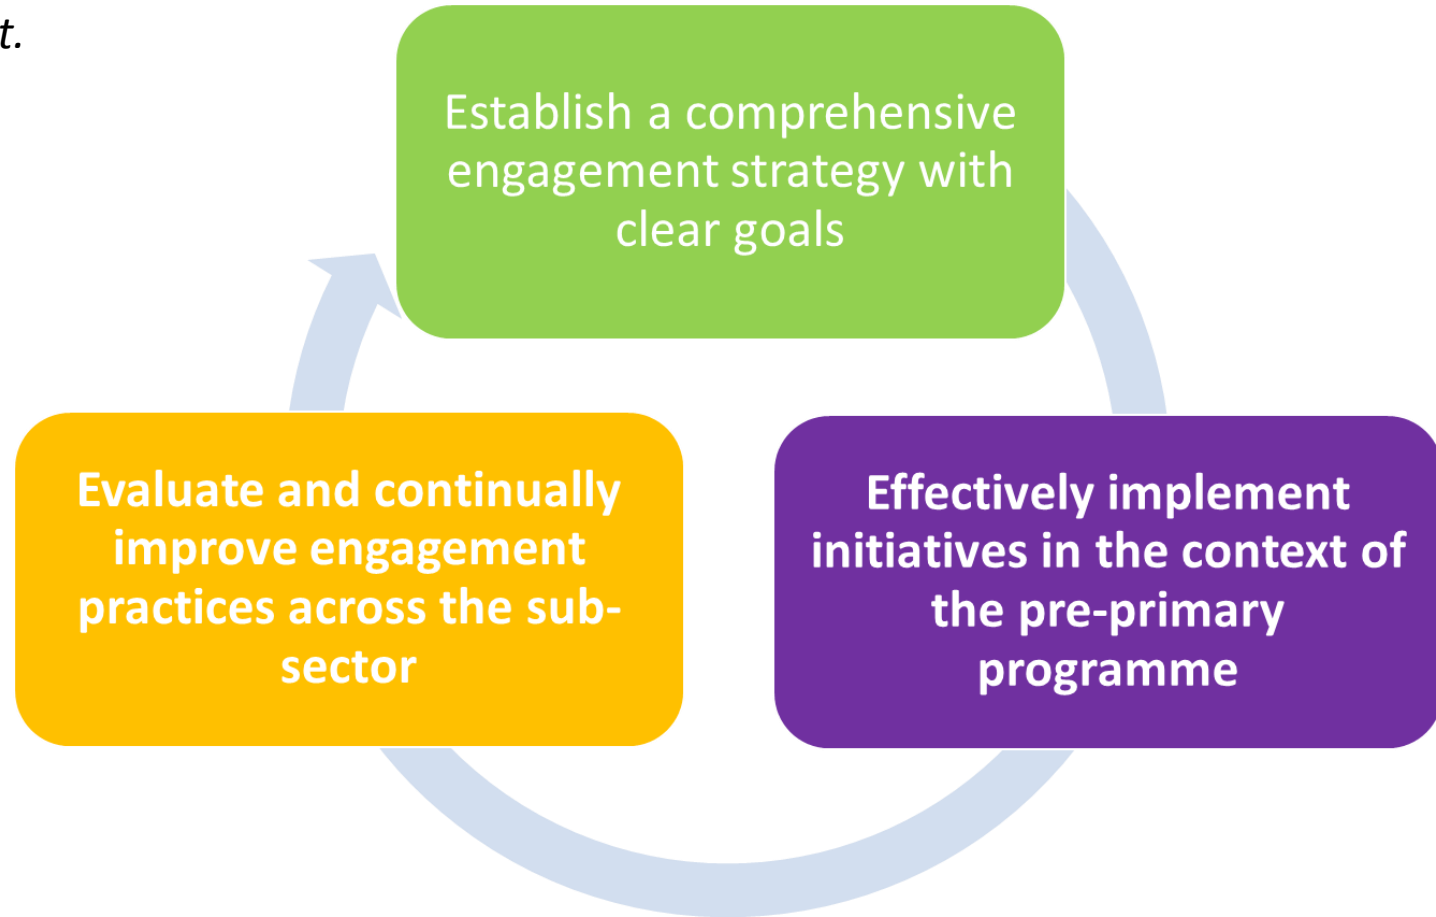 t.
Establish a comprehensive
engagement strategy with
clear goals
Evaluate and continually
improve engagement
practices across the sub-
sector
Effectively implement
initiatives in the context of
the pre-primary
programme